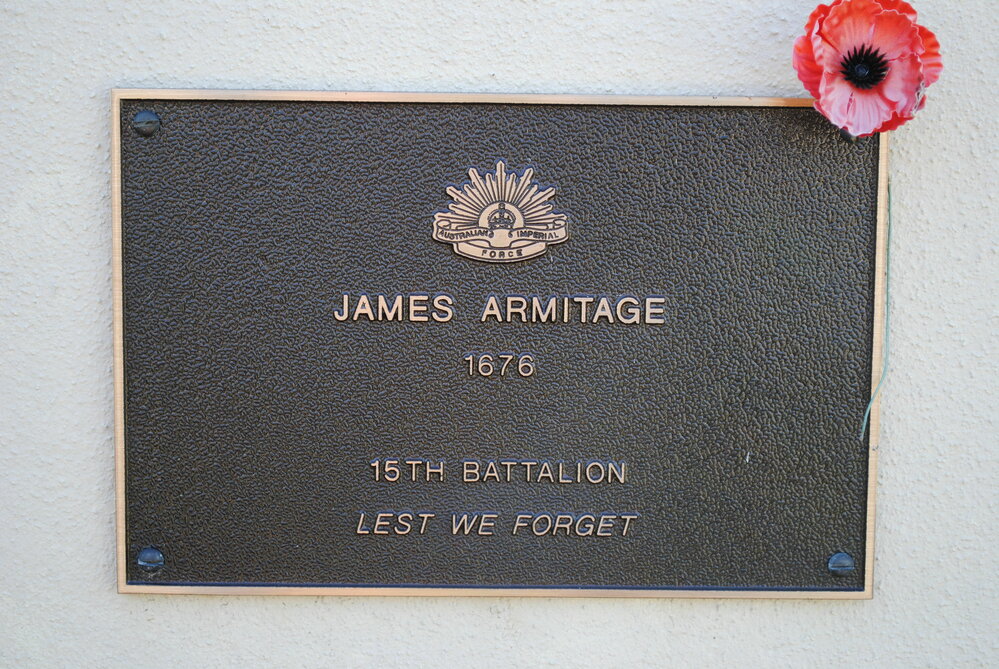 AUSTRALIAN IMPERIAL
FORCE
JAMES ARMITAGE
1676
15TH BATTALION
LEST WE FORGET